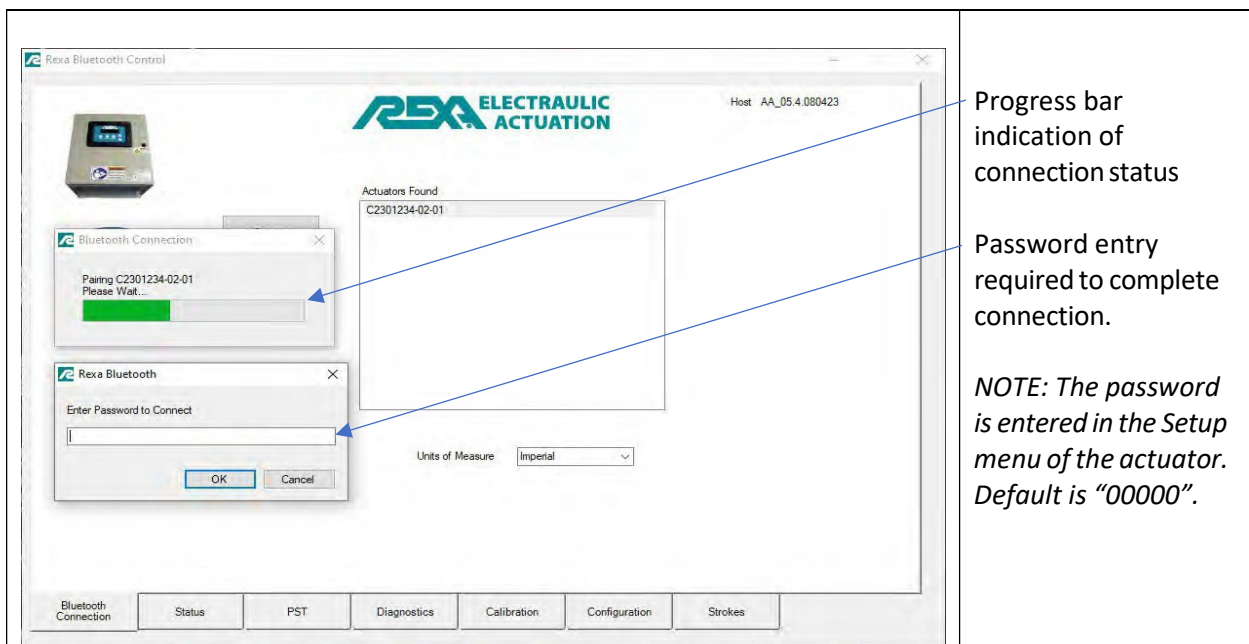 Rexa Bluetooth Control
REXA ELECTRAULIC
ACTUATION
Host AA_05.4.080423
Actuators Found
C2301234-02-01
Bluetooth Connection
Pairing C2301234-02-01
Please Wait...
Rexa Bluetooth
Enter Password to Connect
OK Cancel
Units of Measure Imperial
Bluetooth
Connection
Status PST Diagnostics Calibration Configuration Strokes
Progress bar
indication of
connection status
Password entry
required to complete
connection.
NOTE: The password
is entered in the Setup
menu of the actuator.
Default is “00000”.